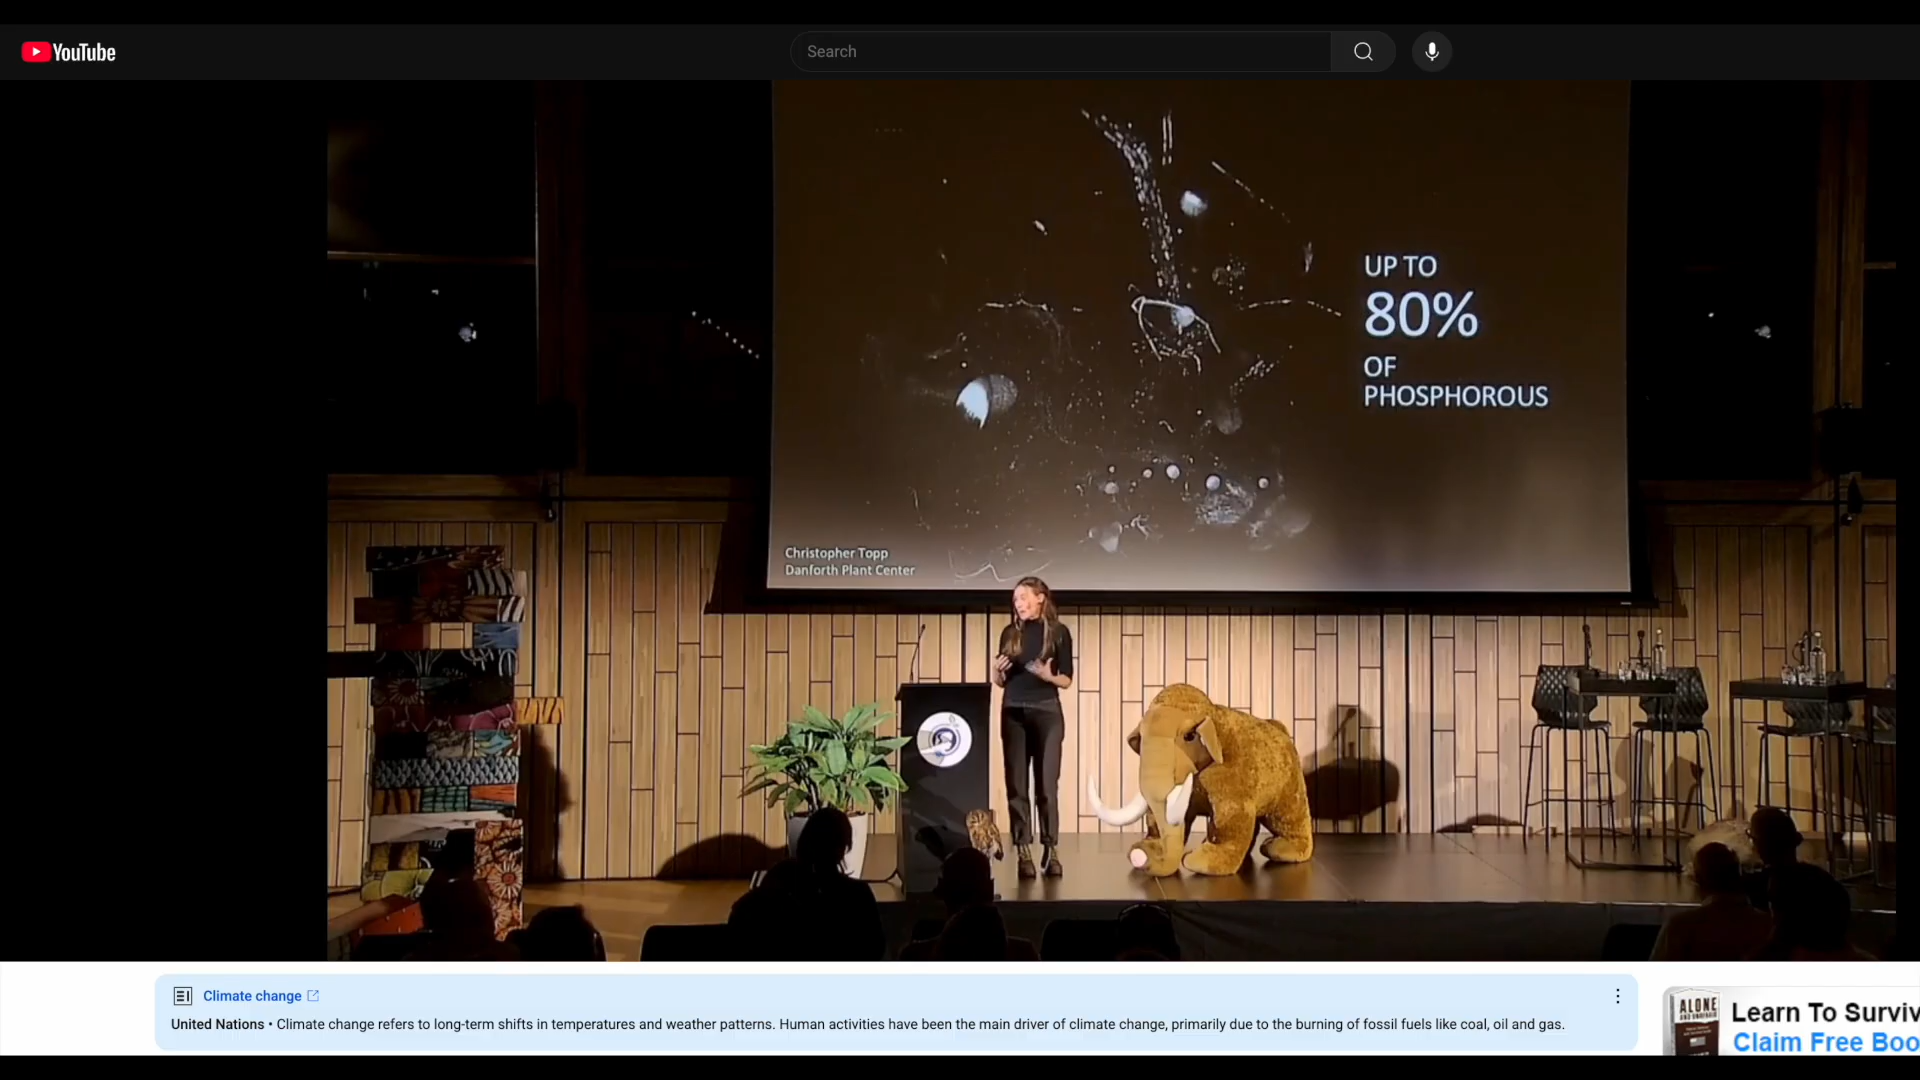 YouTube
Search
UP TO
80%
OF
PHOSPHOROUS
Christopher Topp
Danforth Plant Center
Climate change
United Nations • Climate change refers to long-term shifts in temperatures and weather patterns. Human activities have been the main driver of climate change, primarily due to the burning of fossil fuels like coal, oil and gas.
ALONE
Learn To Surviv
Claim Free Boo